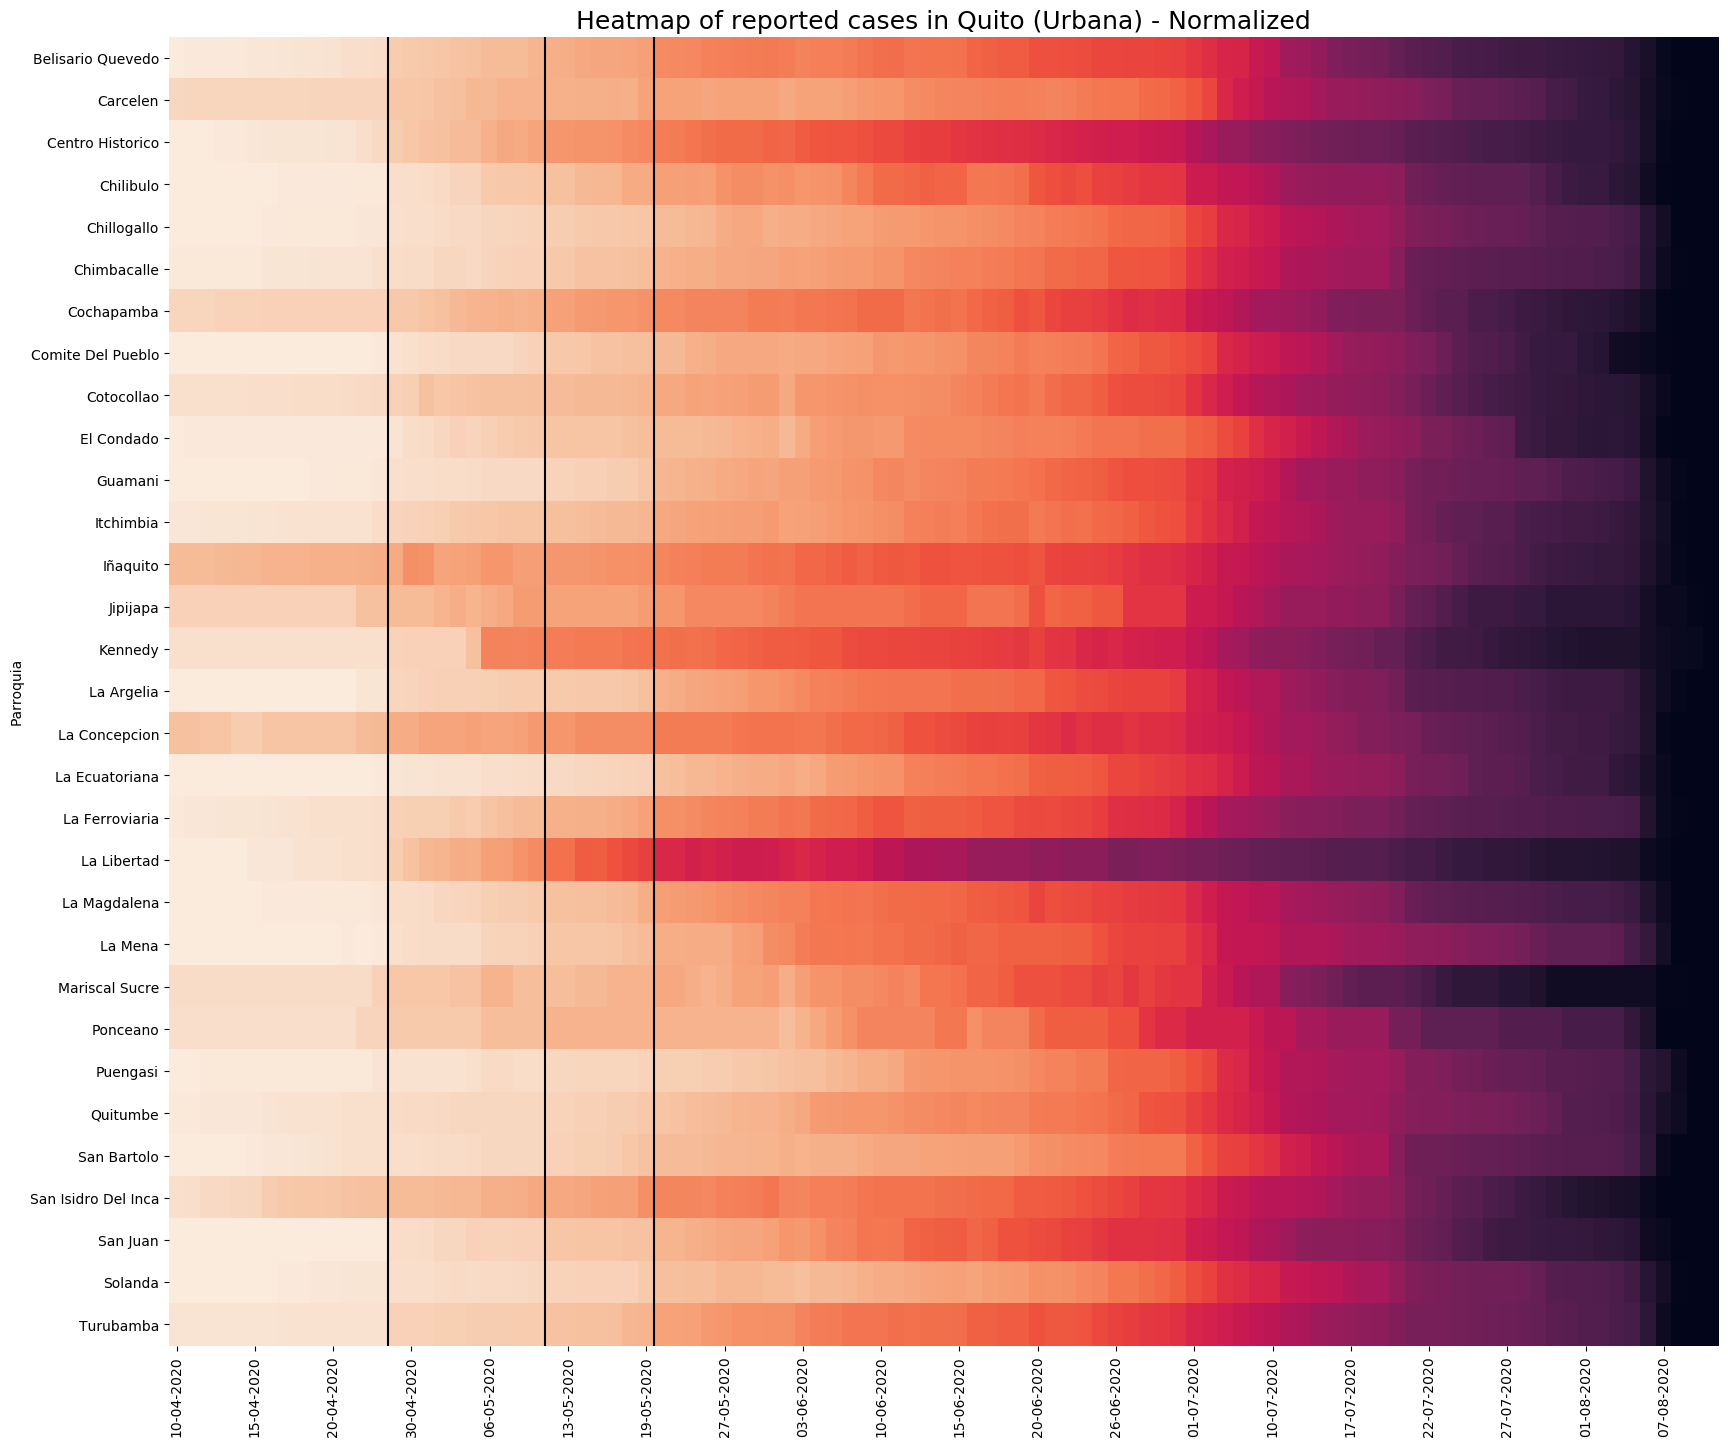 Heatmap of reported cases in Quito (Urbana) - Normalized
Parroquia
Belisario Quevedo
Carcelen
Centro Historico
Chilibulo
Chillogallo
Chimbacalle
Cochapamba
Comite Del Pueblo
Cotocollao
El Condado
Guamani
Itchimbia
Iñaquito
Jipijapa
Kennedy
La Argelia
La Concepcion
La Ecuatoriana
La Ferroviaria
La Libertad
La Magdalena
La Mena
Mariscal Sucre
Ponceano
Puengasi
Quitumbe
San Bartolo
San Isidro Del Inca
San Juan
Solanda
Turubamba
10-04-2020
15-04-2020
20-04-2020
30-04-2020
06-05-2020
13-05-2020
19-05-2020
27-05-2020
03-06-2020
10-06-2020
15-06-2020
20-06-2020
26-06-2020
01-07-2020
10-07-2020
17-07-2020
22-07-2020
27-07-2020
01-08-2020
07-08-2020